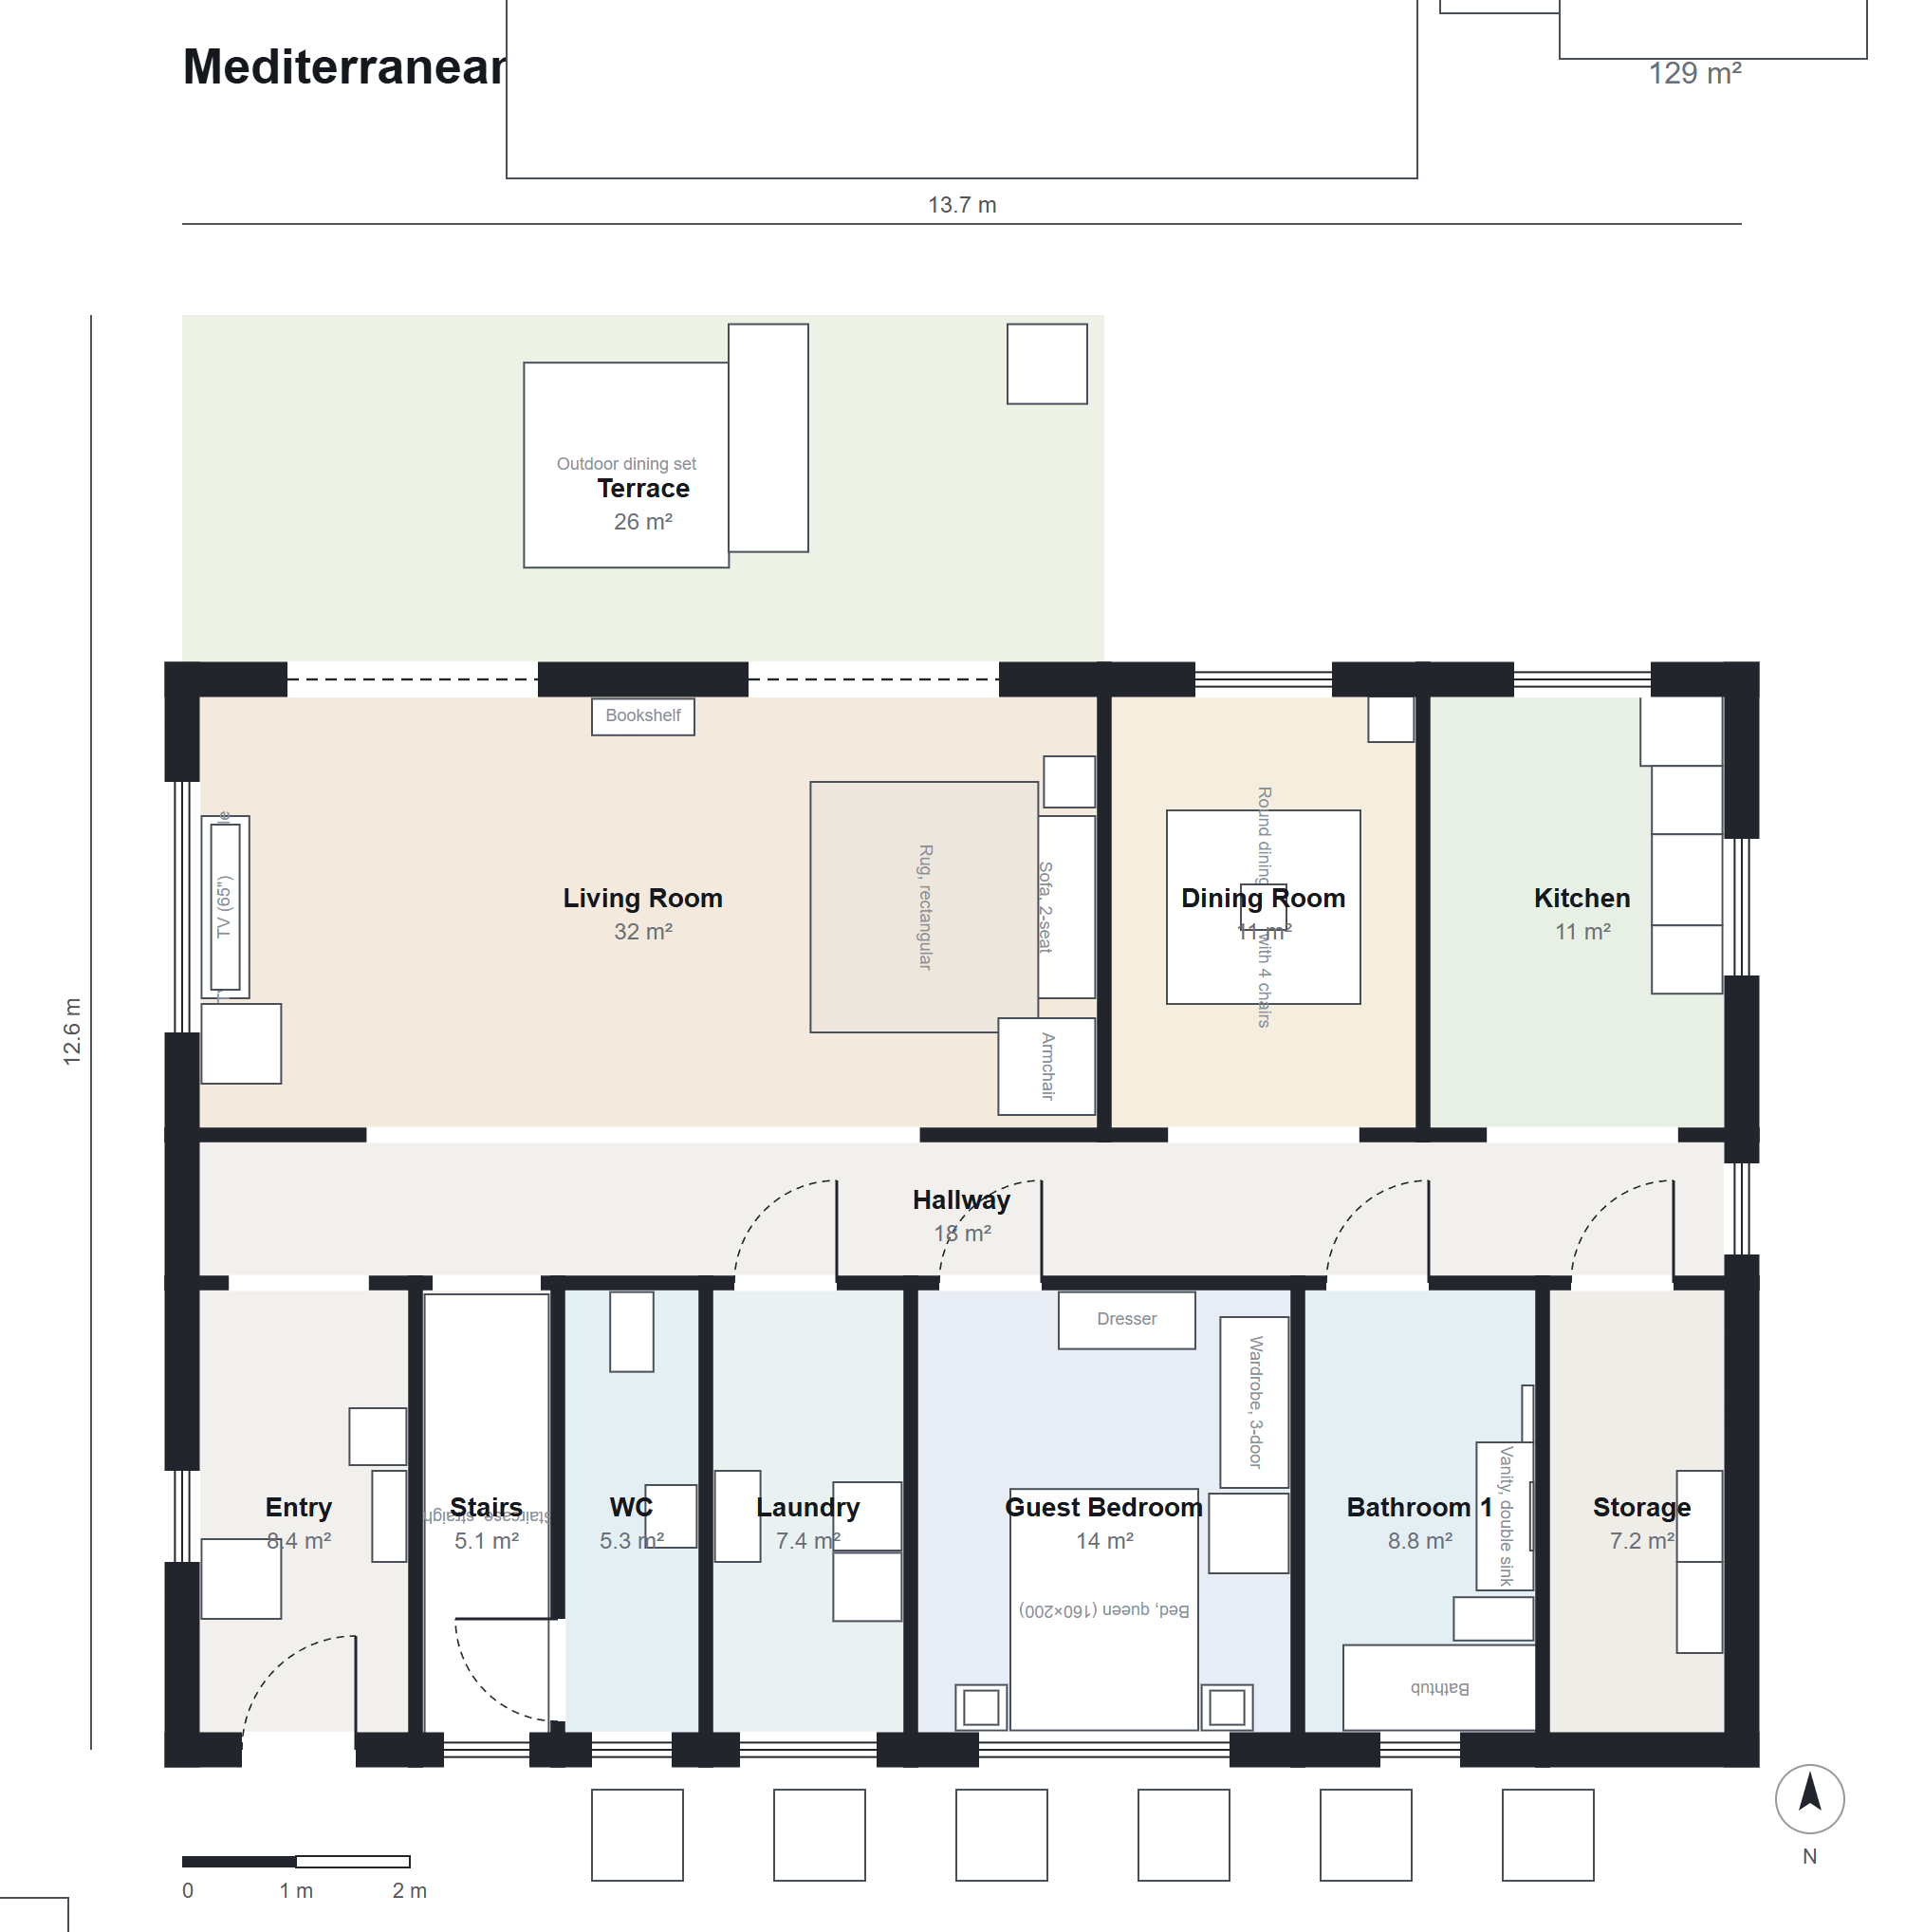 Mediterranean
129 m²
13.7 m
12.6 m
Outdoor dining set
Terrace
26 m²
Bookshelf
TV (65")
Living Room
32 m²
Rug, rectangular
Sofa, 2-seat
Armchair
Round dining
with 4 chairs
Dining Room
11 m²
Kitchen
11 m²
Hallway
18 m²
Entry
8.4 m²
Stairs
5.1 m²
WC
5.3 m²
Laundry
7.4 m²
Dresser
Wardrobe, 3-door
Guest Bedroom
14 m²
Bed, queen (160×200)
Bathroom 1
8.8 m²
Vanity, double sink
Bathtub
Storage
7.2 m²
0 1 m 2 m
N